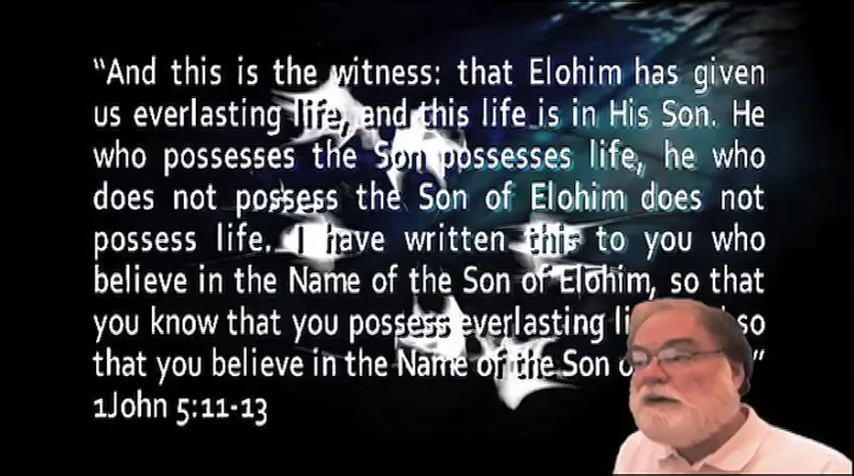 “And this is the witness: that Elohim has given
us everlasting life, and this life is in His Son. He
who possesses the Son possesses life, he who
does not possess the Son of Elohim does not
possess life. I have written this to you who
believe in the Name of the Son of Elohim, so that
you know that you possess everlasting so
that you believe in the Name of the Son ”
1John 5:11-13